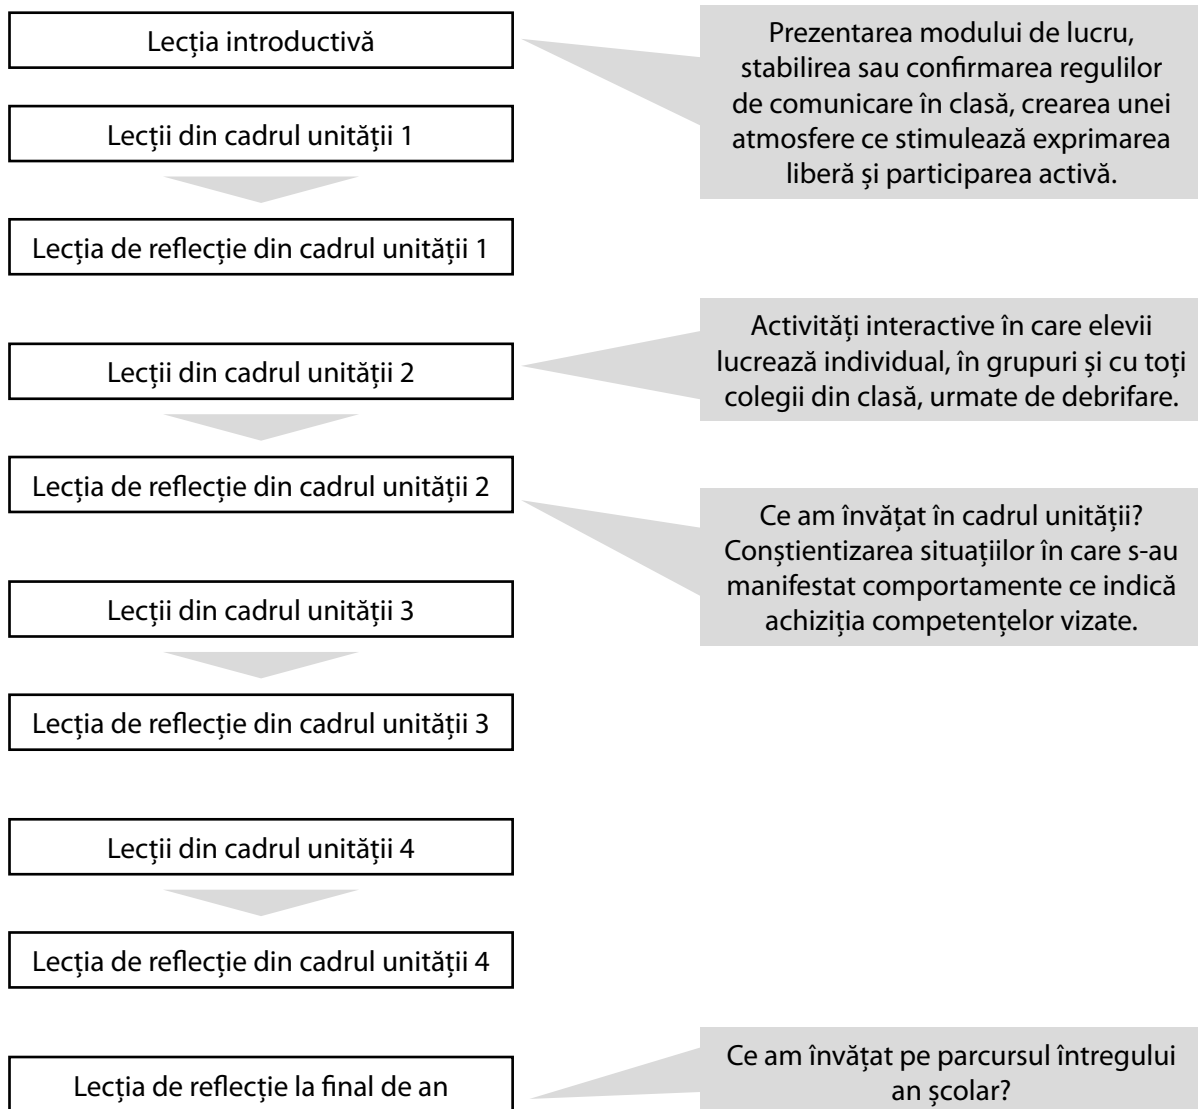 Lecția introductivă
Prezentarea modului de lucru,
stabilirea sau confirmarea regulilor
de comunicare în clasă, crearea unei
atmosfere ce stimulează exprimarea
liberă și participarea activă.
Lecții din cadrul unității 1
Lecția de reflecție din cadrul unității 1
Lecții din cadrul unității 2
Activități interactive în care elevii
lucrează individual, în grupuri și cu toți
colegii din clasă, urmate de debrifare.
Lecția de reflecție din cadrul unității 2
Ce am învățat în cadrul unității?
Conștientizarea situațiilor în care s-au
manifestat comportamente ce indică
achiziția competențelor vizate.
Lecții din cadrul unității 3
Lecția de reflecție din cadrul unității 3
Lecții din cadrul unității 4
Lecția de reflecție din cadrul unității 4
Lecția de reflecție la final de an
Ce am învățat pe parcursul întregului
an școlar?